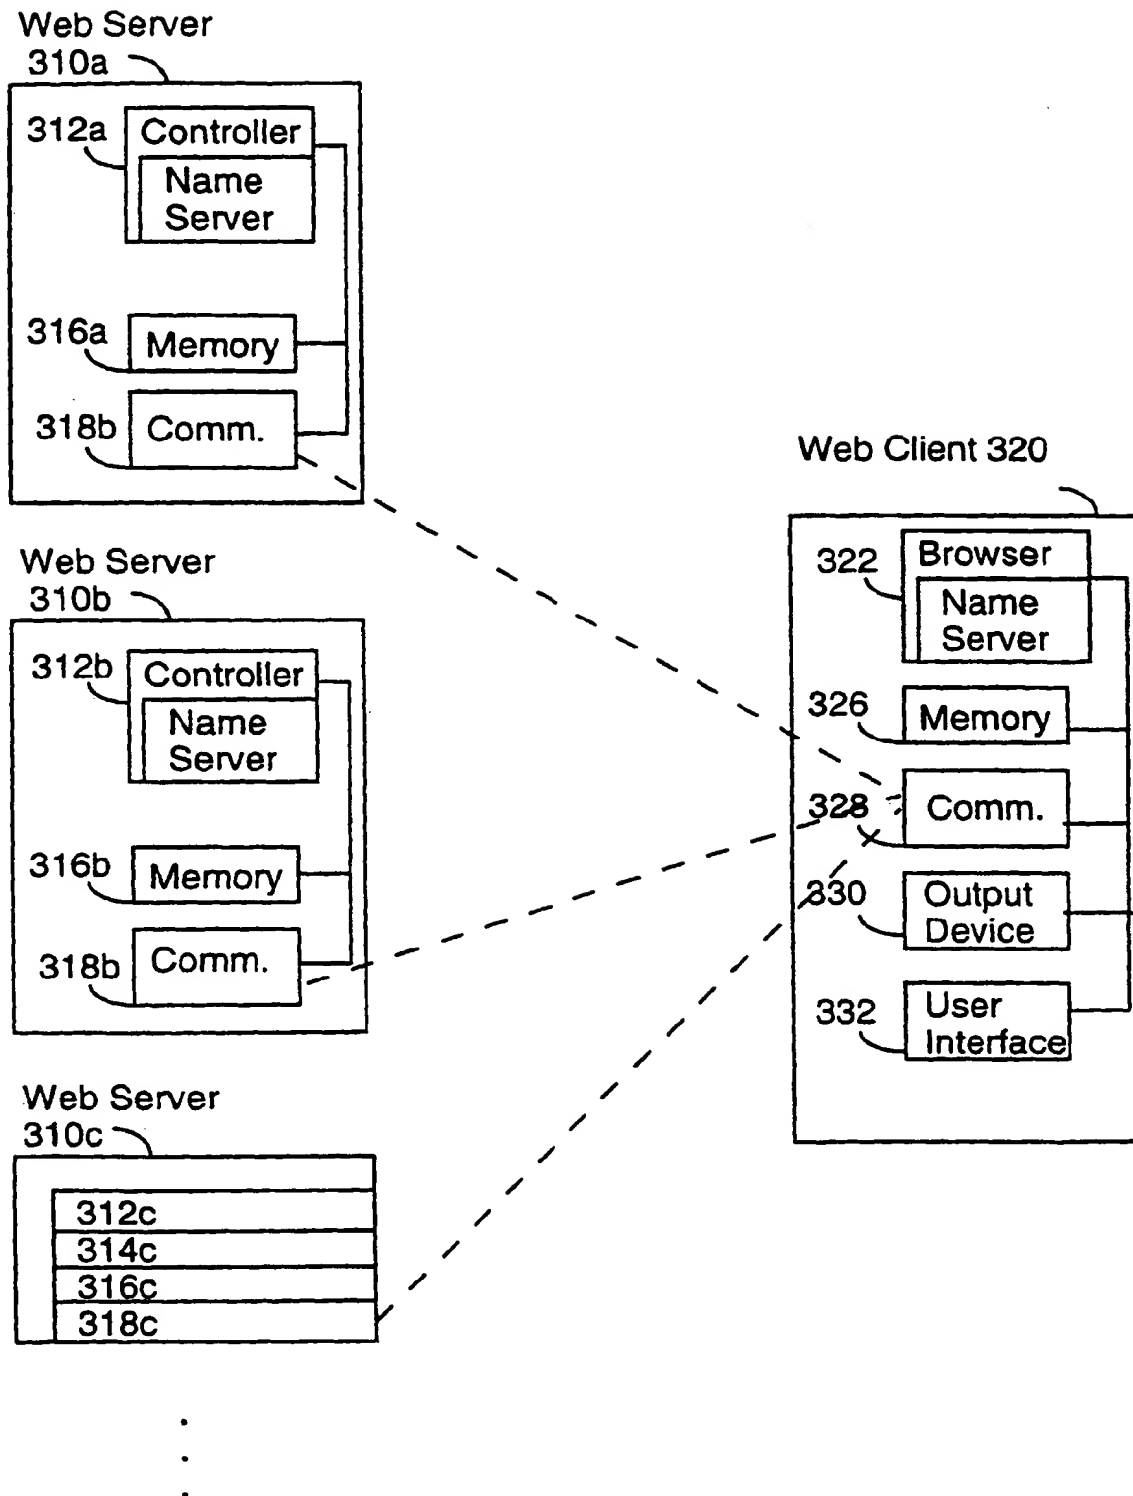 Web Server
310a
312a
Controller
Name
Server
316a
Memory
318b
Comm.
Web Server
310b
312b
Controller
Name
Server
316b
Memory
318b
Comm.
Web Server
310c
312c
314c
316c
318c
Web Client 320
322
Browser
Name
Server
326
Memory
328
Comm.
330
Output
Device
332
User
Interface